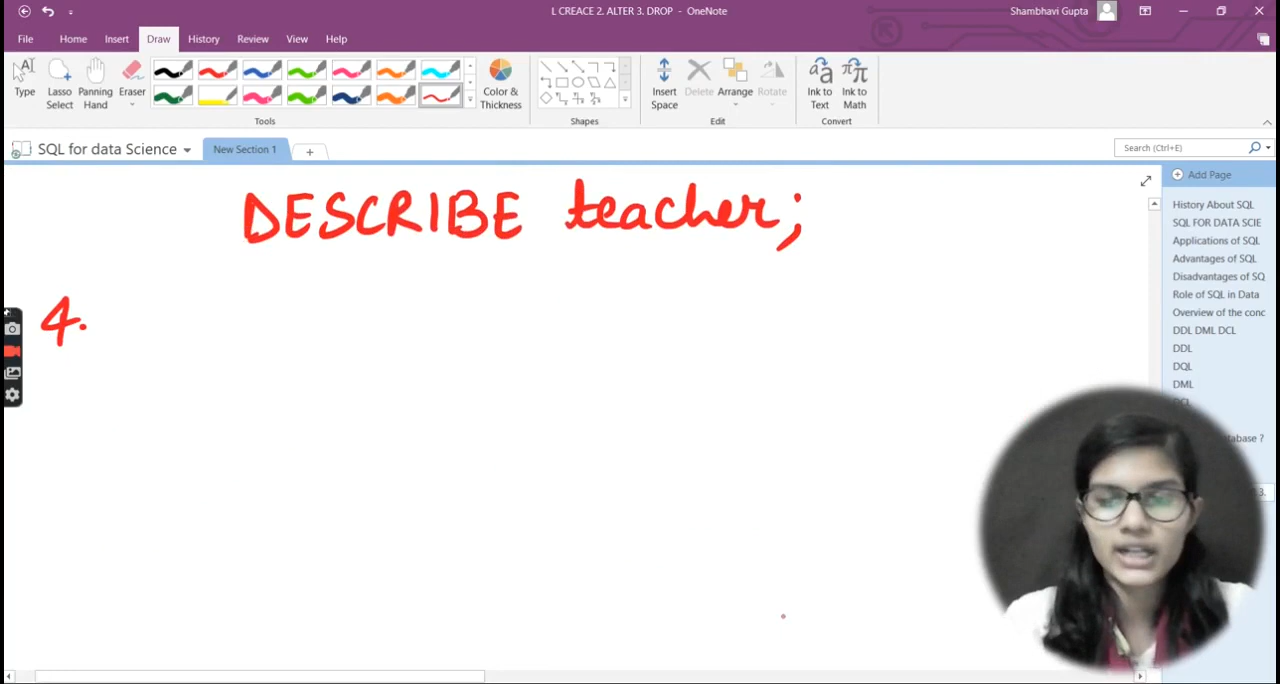 L CREACE 2. ALTER 3. DROP - OneNote
Shambhavi Gupta
File Home Insert Draw History Review View Help
Type
Lasso Select
Panning Hand
Eraser
Color & Thickness
Insert Space
Delete
Arrange
Rotate
Ink to Text
Ink to Math
Tools
Shapes
Edit
Convert
SQL for data Science
New Section 1
Search (Ctrl+E)
Add Page
DESCRIBE teacher;
4.
History About SQL
SQL FOR DATA SCIE
Applications of SQL
Advantages of SQL
Disadvantages of SQ
Role of SQL in Data
Overview of the conc
DDL DML DCL
DDL
DQL
DML
3.